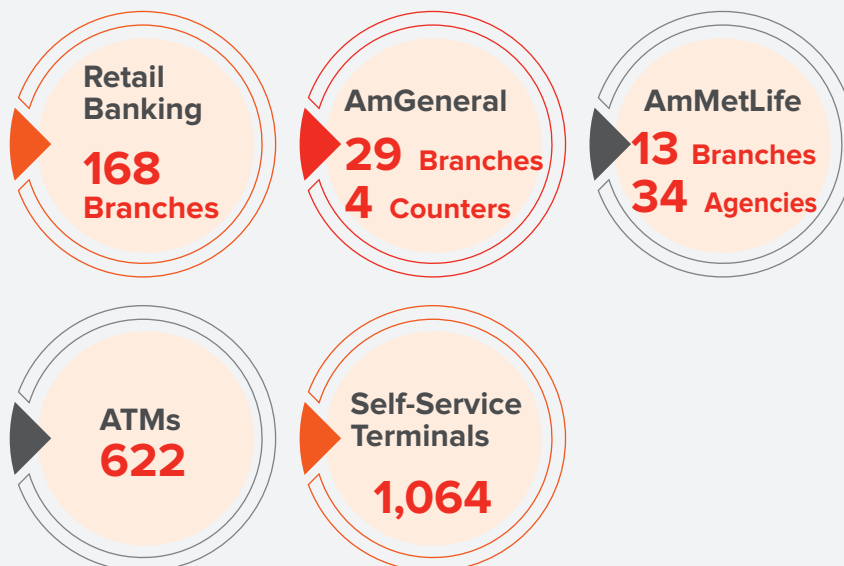 Retail
Banking
168
Branches
AmGeneral
29 Branches
4 Counters
AmMetLife
13 Branches
34 Agencies
ATMs
622
Self-Service
Terminals
1,064